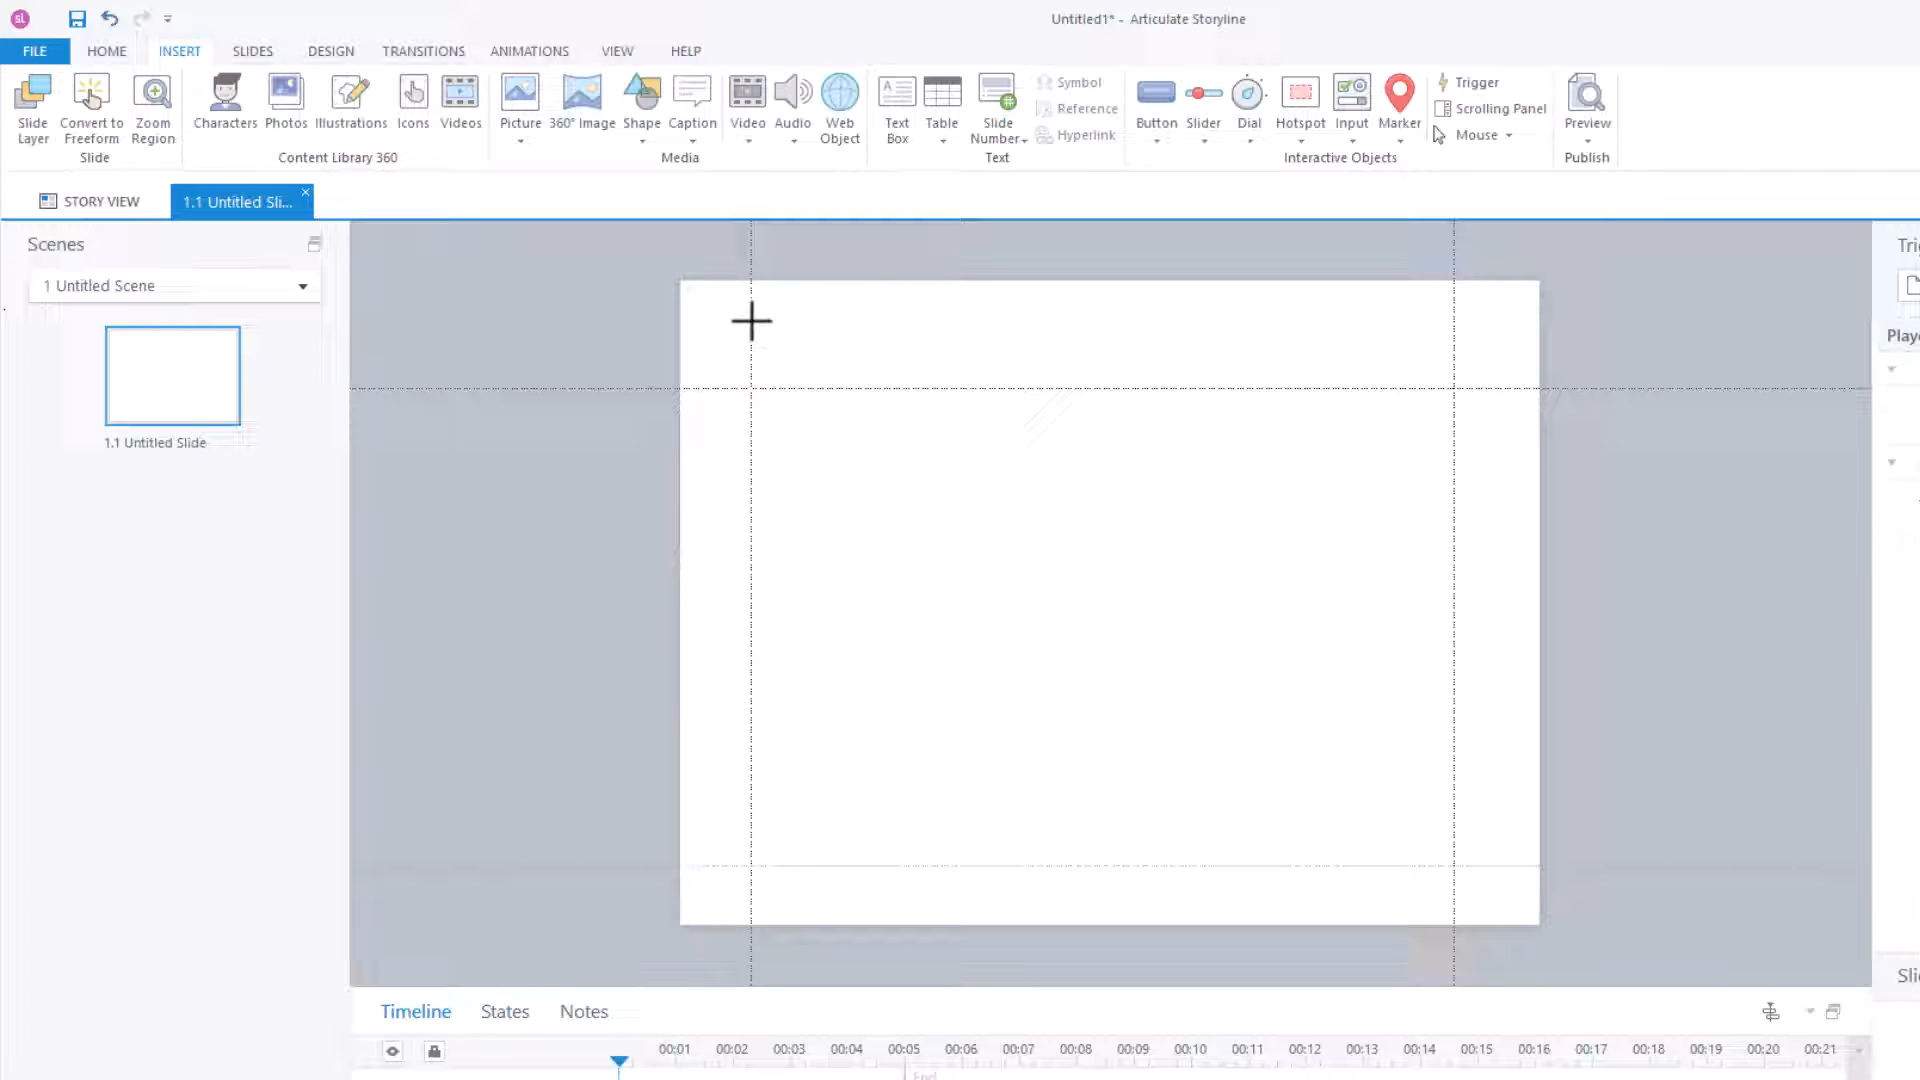 sl
Untitled1* - Articulate Storyline
FILE HOME INSERT SLIDES DESIGN TRANSITIONS ANIMATIONS VIEW HELP
Slide Layer Convert to Freeform Zoom Region Characters Photos Illustrations Icons Videos Picture 360° Image Shape Caption Video Audio Web Object Text Box Table Slide Number Symbol Reference Hyperlink Button Slider Dial Hotspot Input Marker Trigger Scrolling Panel Mouse Preview
Slide Content Library 360 Media Text Interactive Objects Publish
STORY VIEW 1.1 Untitled Sli...
Scenes
Tri
1 Untitled Scene
Play
1.1 Untitled Slide
Sli
Timeline States Notes
00:01 00:02 00:03 00:04 00:05 00:06 00:07 00:08 00:09 00:10 00:11 00:12 00:13 00:14 00:15 00:16 00:17 00:18 00:19 00:20 00:21
End